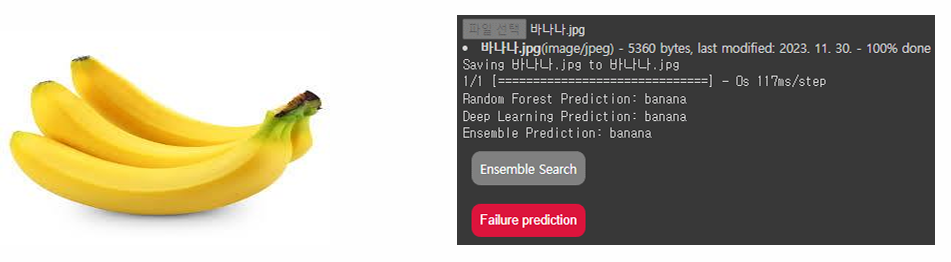 파일 선택 바나나.jpg
• 바나나.jpg(image/jpeg) - 5360 bytes, last modified: 2023. 11. 30. - 100% done
Saving 바나나.jpg to 바나나.jpg
1/1 [==============================] - 0s 117ms/step
Random Forest Prediction: banana
Deep Learning Prediction: banana
Ensemble Prediction: banana
Ensemble Search
Failure prediction